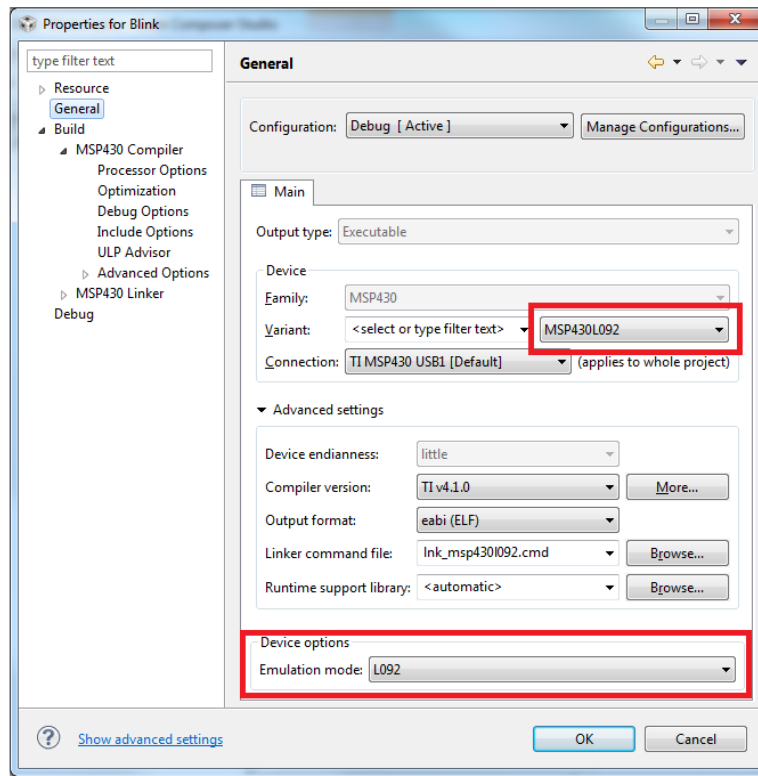 Properties for Blink
type filter text
Resource
General
Build
MSP430 Compiler
Processor Options
Optimization
Debug Options
Include Options
ULP Advisor
Advanced Options
MSP430 Linker
Debug
General
Configuration: Debug [ Active ] Manage Configurations...
Main
Output type: Executable
Device
Family: MSP430
Variant: <select or type filter text> MSP430L092
Connection: TI MSP430 USB1 [Default] (applies to whole project)
Advanced settings
Device endianness: little
Compiler version: TI v4.1.0 More...
Output format: eabi (ELF)
Linker command file: lnk_msp430l092.cmd Browse...
Runtime support library: <automatic> Browse...
Device options
Emulation mode: L092
? Show advanced settings OK Cancel